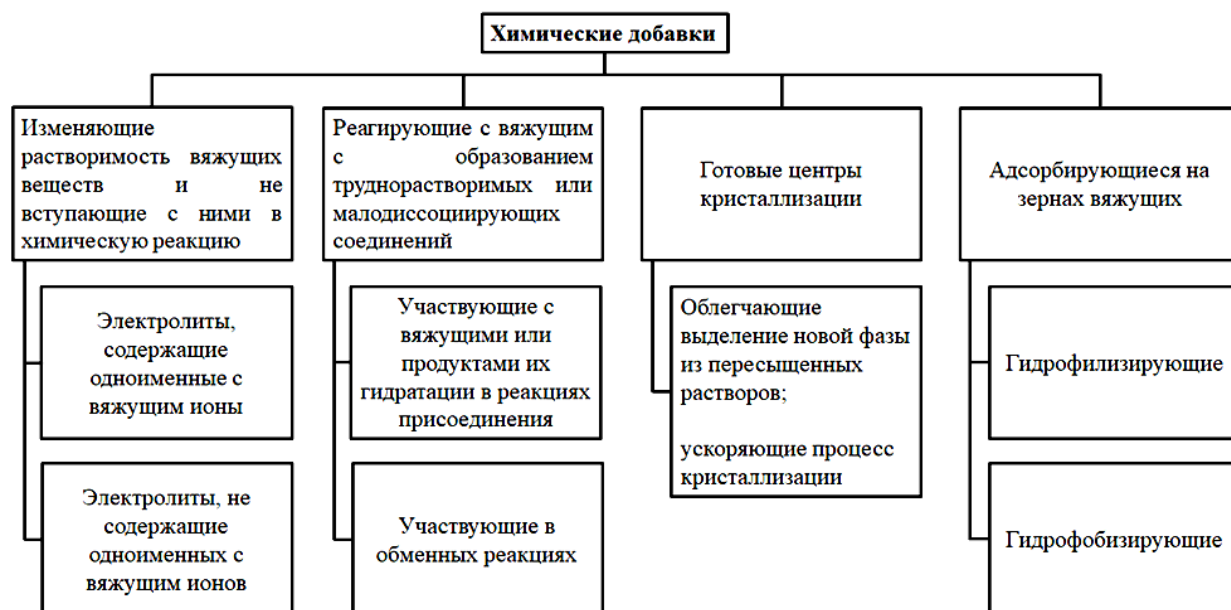 Химические добавки
Изменяющие
растворимость вяжущих
веществ и не
вступающие с ними в
химическую реакцию
Электролиты,
содержащие
одноименные с
вяжущим ионы
Электролиты, не
содержащие
одноименных с
вяжущим ионов
Реагирующие с вяжущим
с образованием
труднорастворимых или
малодиссоциирующих
соединений
Участвующие с
вяжущими или
продуктами их
гидратации в реакциях
присоединения
Участвующие в
обменных реакциях
Готовые центры
кристаллизации
Облегчающие
выделение новой фазы
из пересыщенных
растворов;
ускоряющие процесс
кристаллизации
Адсорбирующиеся на
зернах вяжущих
Гидрофилизирующие
Гидрофобизирующие